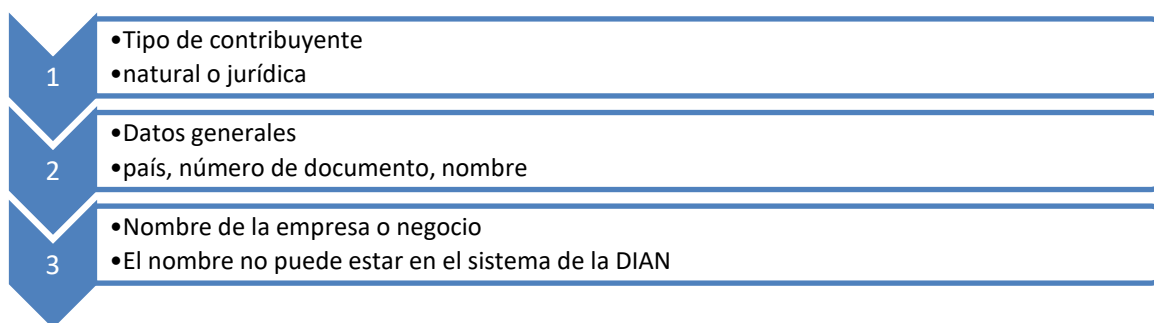 1
•Tipo de contribuyente
•natural o jurídica
2
•Datos generales
•país, número de documento, nombre
3
•Nombre de la empresa o negocio
•El nombre no puede estar en el sistema de la DIAN